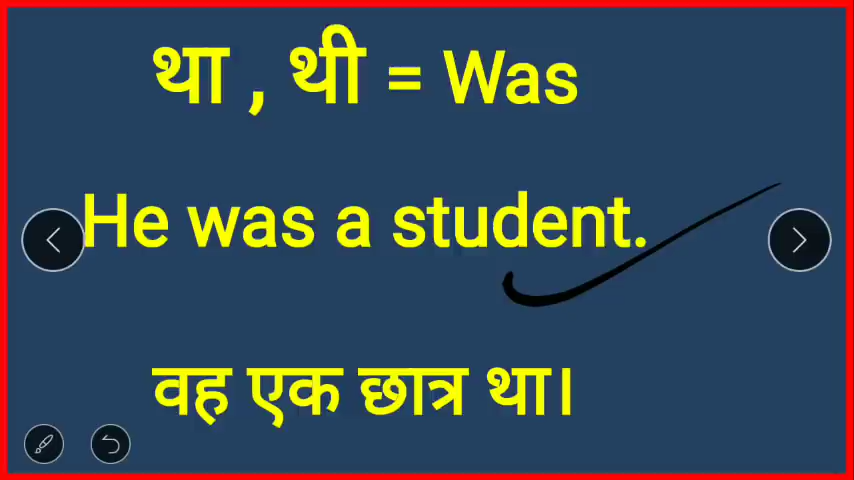 था , थी = Was
He was a student.
वह एक छात्र था।